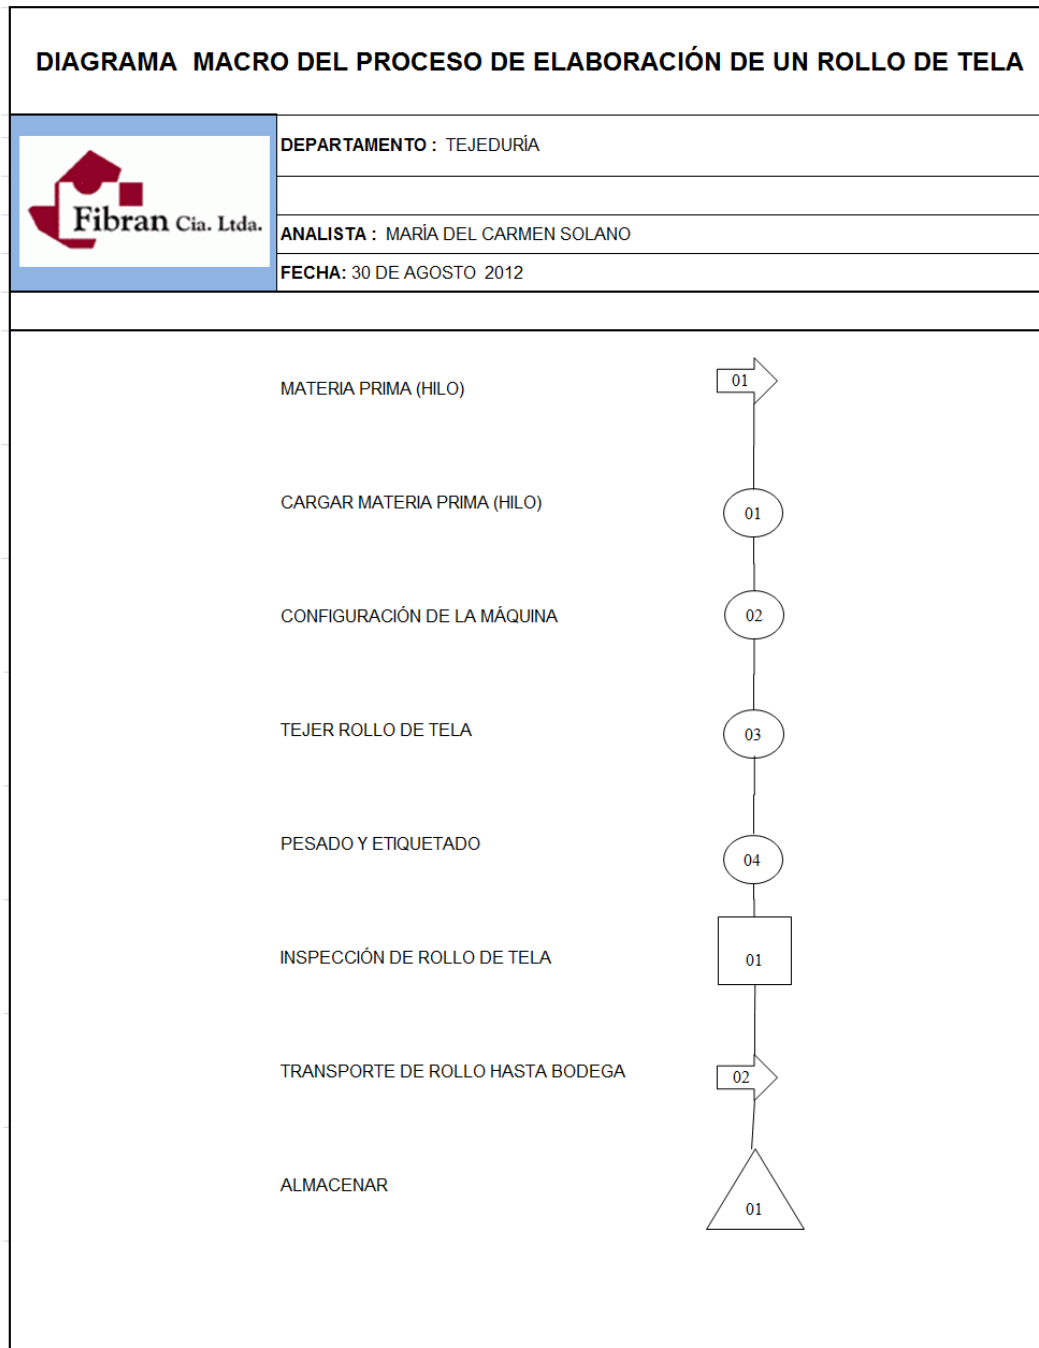 DIAGRAMA MACRO DEL PROCESO DE ELABORACIÓN DE UN ROLLO DE TELA
Fibran Cia. Ltda.
DEPARTAMENTO : TEJEDURÍA
ANALISTA : MARÍA DEL CARMEN SOLANO
FECHA: 30 DE AGOSTO 2012
MATERIA PRIMA (HILO) 01
CARGAR MATERIA PRIMA (HILO) 01
CONFIGURACIÓN DE LA MÁQUINA 02
TEJER ROLLO DE TELA 03
PESADO Y ETIQUETADO 04
INSPECCIÓN DE ROLLO DE TELA 01
TRANSPORTE DE ROLLO HASTA BODEGA 02
ALMACENAR 01